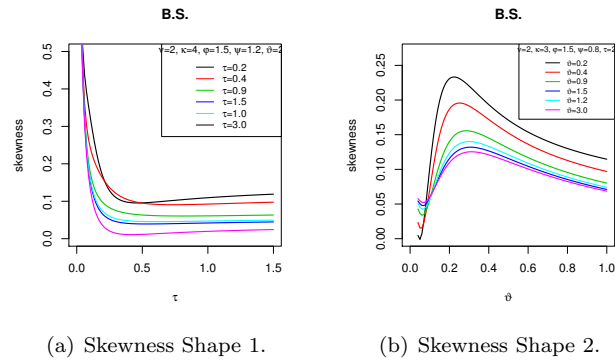 B.S.
ν=2, κ=4, φ=1.5, ψ=1.2, ϑ=2
τ=0.2
τ=0.4
τ=0.9
τ=1.5
τ=1.0
τ=3.0
skewness
0.0 0.1 0.2 0.3 0.4 0.5
0.0 0.5 1.0 1.5
τ
(a) Skewness Shape 1.
B.S.
ν=2, κ=3, φ=1.5, ψ=0.8, τ=2
ϑ=0.2
ϑ=0.4
ϑ=0.9
ϑ=1.5
ϑ=1.2
ϑ=3.0
skewness
0.00 0.05 0.10 0.15 0.20 0.25
0.0 0.2 0.4 0.6 0.8 1.0
ϑ
(b) Skewness Shape 2.